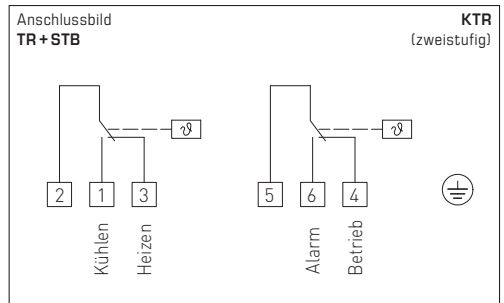 Anschlussbild
KTR
TR + STB
(zweistufig)
ϑ
ϑ
2
1
3
5
6
4
Kühlen
Heizen
Alarm
Betrieb